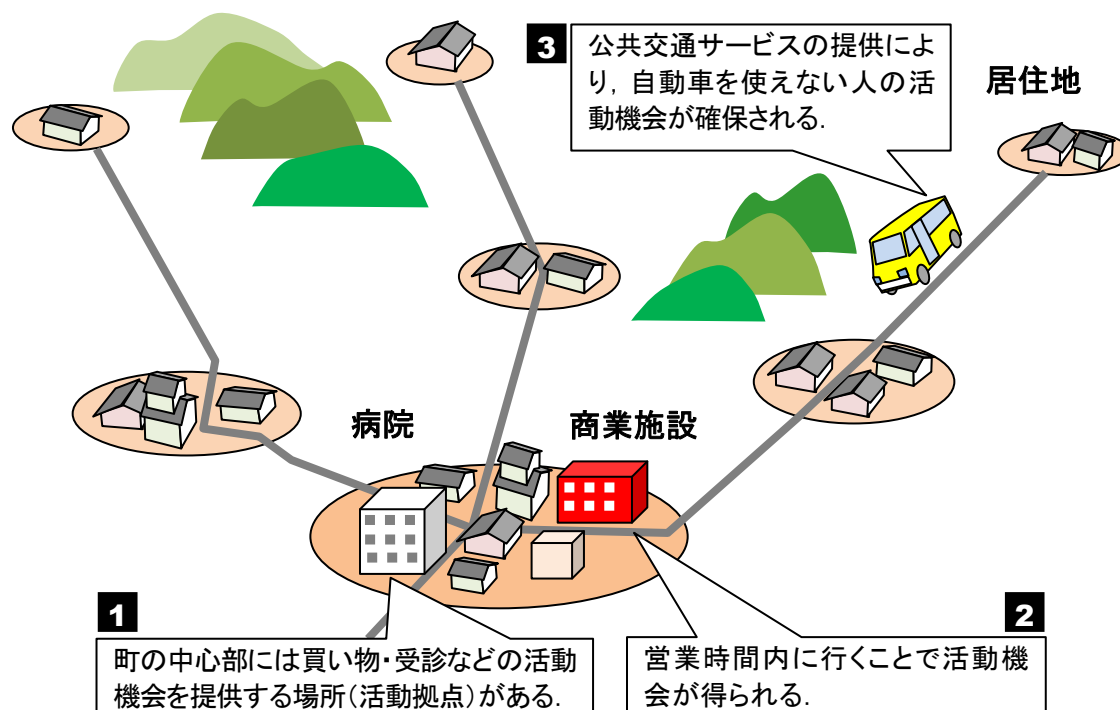 3
公共交通サービスの提供によ
り，自動車を使えない人の活
動機会が確保される．
居住地
病院
商業施設
1
町の中心部には買い物・受診などの活動
機会を提供する場所（活動拠点）がある．
2
営業時間内に行くことで活動機
会が得られる．